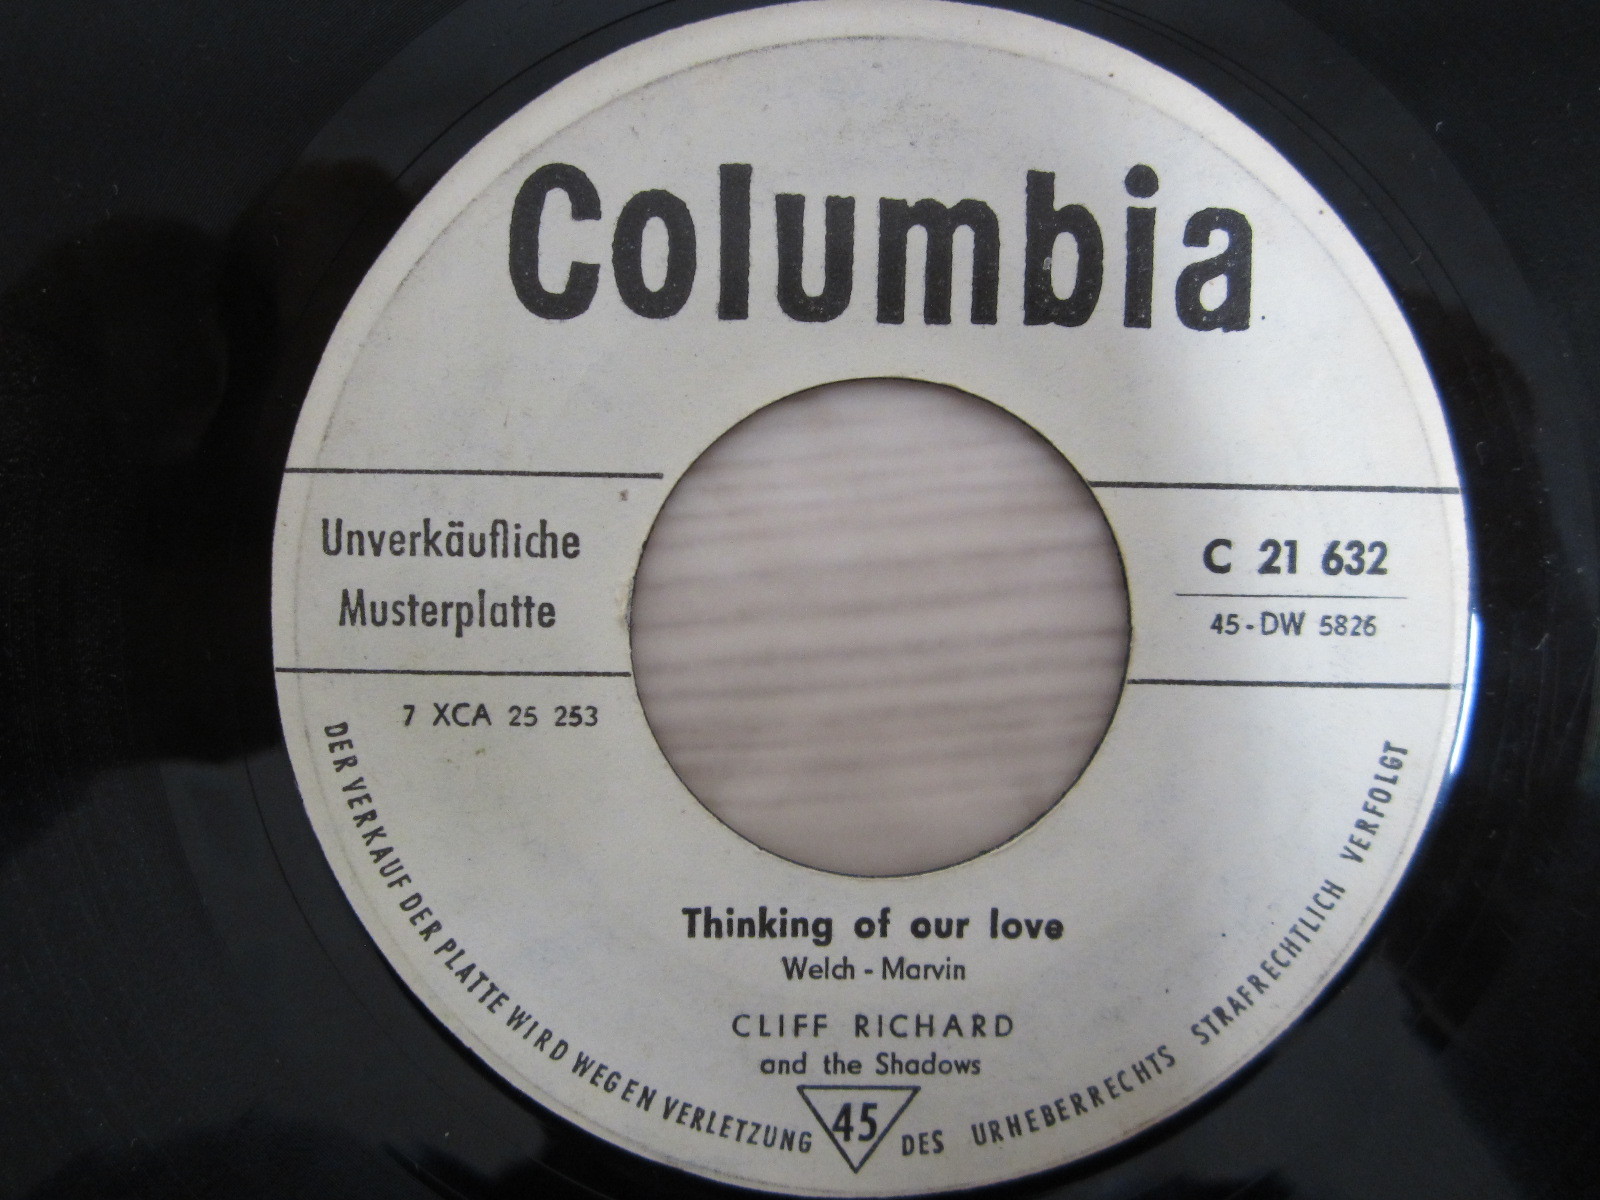 Columbia
Unverkäufliche
Musterplatte
C 21 632
45-DW 5826
7 XCA 25 253
Thinking of our love
Welch - Marvin
CLIFF RICHARD
and the Shadows
45
DER VERKAUF DER PLATTE WIRD WEGEN VERLETZUNG DES URHEBERRECHTS STRAFRECHTLICH VERFOLGT